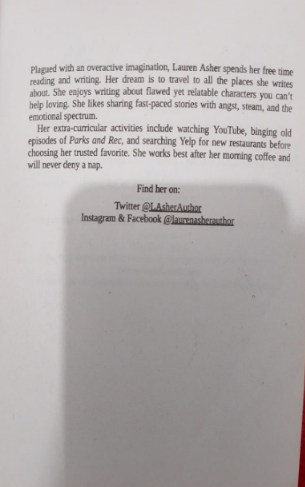 Plagued with an overactive imagination, Lauren Asher spends her free time
reading and writing. Her dream is to travel to all the places she writes
about. She enjoys writing about flawed yet relatable characters you can't
help loving. She likes sharing fast-paced stories with angst, steam, and the
emotional spectrum.
Her extra-curricular activities include watching YouTube, binging old
episodes of Parks and Rec, and searching Yelp for new restaurants before
choosing her trusted favorite. She works best after her morning coffee and
will never deny a nap.
Find her on:
Twitter @LAsherAuthor
Instagram & Facebook @laurenasherauthor